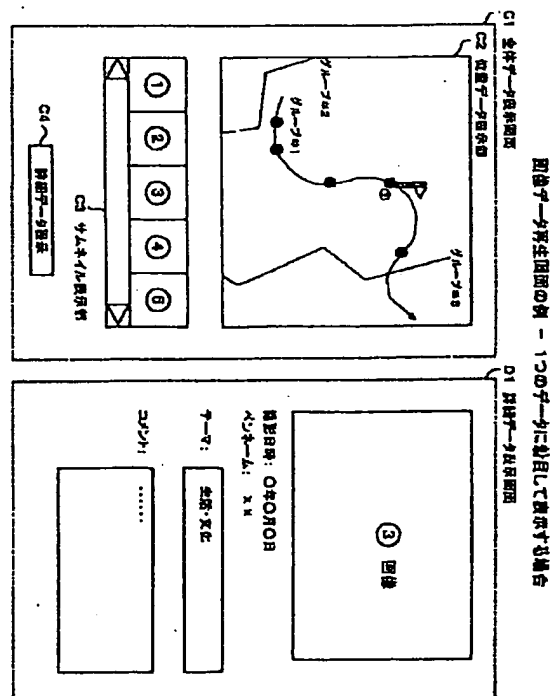 画像データ再生画面の例 － 1つのデータに着目して表示する場合
C1 全体データ表示画面
C2 位置データ表示部
グループ#2
グループ#1
グループ#3
①
②
③
④
C3 サムネイル表示部
C4
詳細データ表示
D1 詳細データ表示画面
③ 画像
撮影日時： 〇年〇月〇日
ペンネーム： x x
テーマ：
生活・文化
コメント：
......